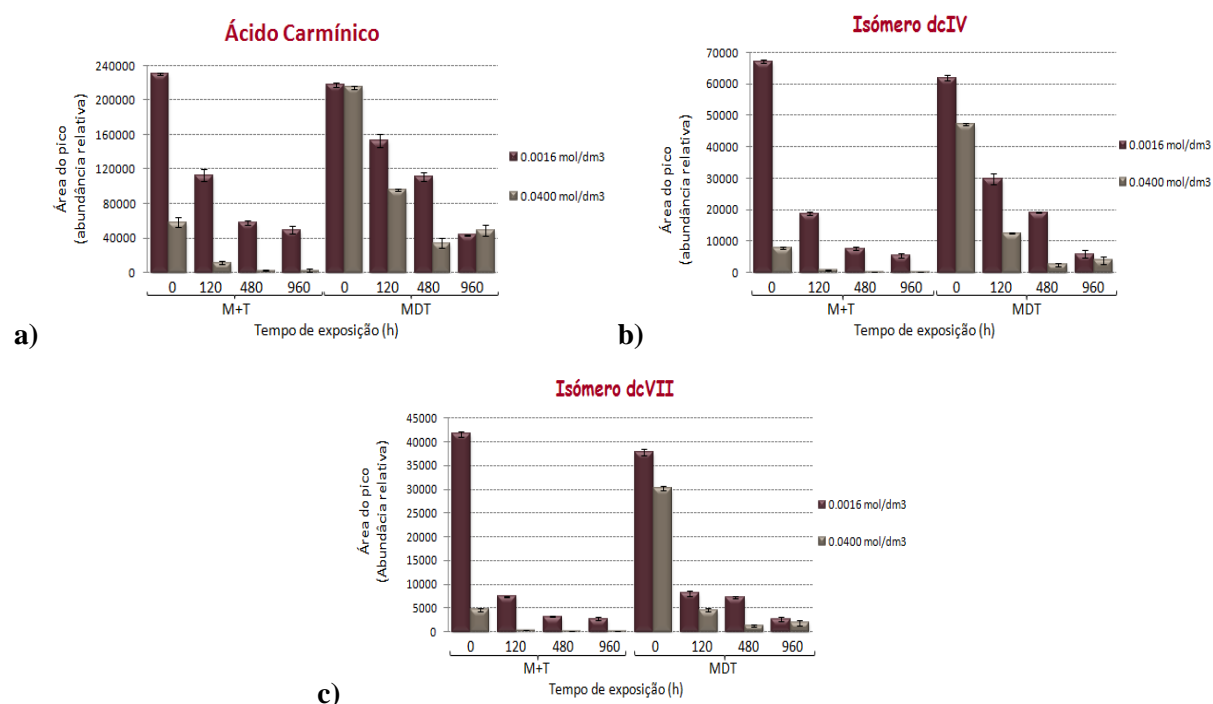 Ácido Carmínico
Área do pico
(abundância relativa)
240000
200000
160000
120000
80000
40000
0
0 120 480 960 0 120 480 960
M+T MDT
Tempo de exposição (h)
0.0016 mol/dm3
0.0400 mol/dm3
a)
Isómero dcIV
Área do pico
(abundância relativa)
70000
60000
50000
40000
30000
20000
10000
0
0 120 480 960 0 120 480 960
M+T MDT
Tempo de exposição (h)
0.0016 mol/dm3
0.0400 mol/dm3
b)
Isómero dcVII
Área do pico
(Abundâcia relativa)
45000
40000
35000
30000
25000
20000
15000
10000
5000
0
0 120 480 960 0 120 480 960
M+T MDT
Tempo de exposição (h)
0.0016 mol/dm3
0.0400 mol/dm3
c)